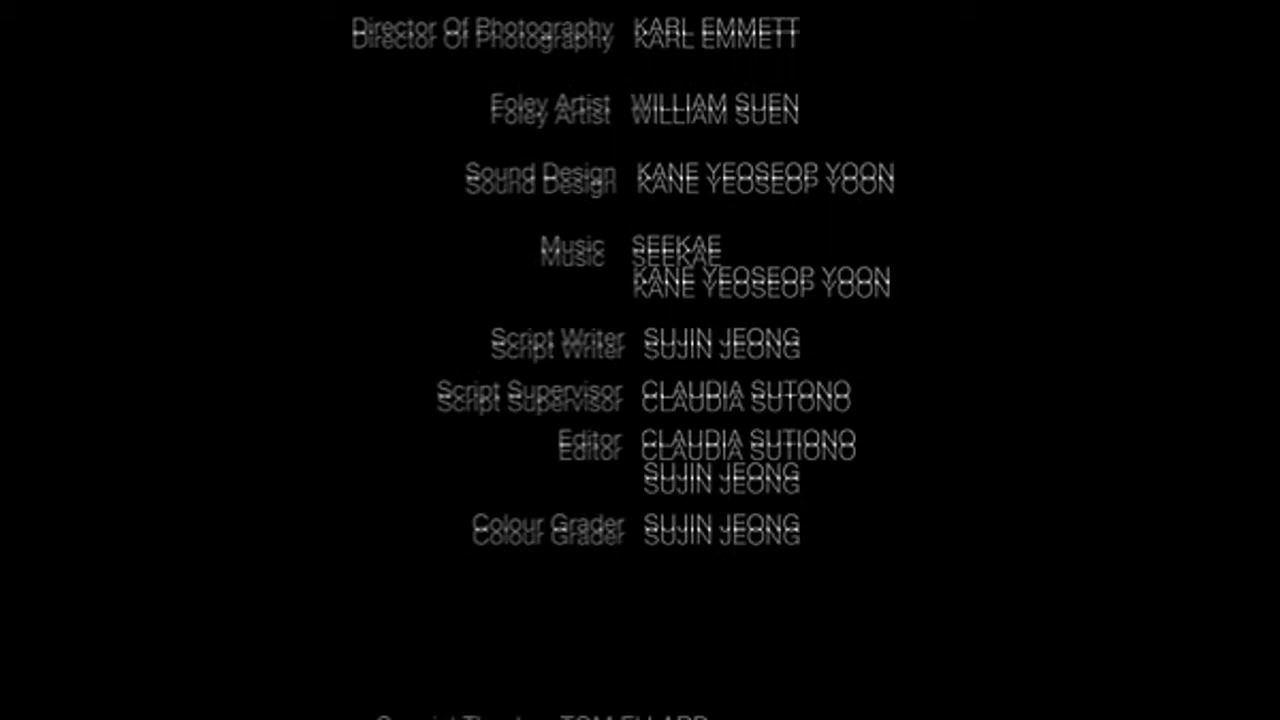 Director Of Photography KARL EMMETT
Foley Artist WILLIAM SUEN
Sound Design KANE YEOSEOP YOON
Music SEEKAE
KANE YEOSEOP YOON
Script Writer SUJIN JEONG
Script Supervisor CLAUDIA SUTONO
Editor CLAUDIA SUTIONO
SUJIN JEONG
Colour Grader SUJIN JEONG